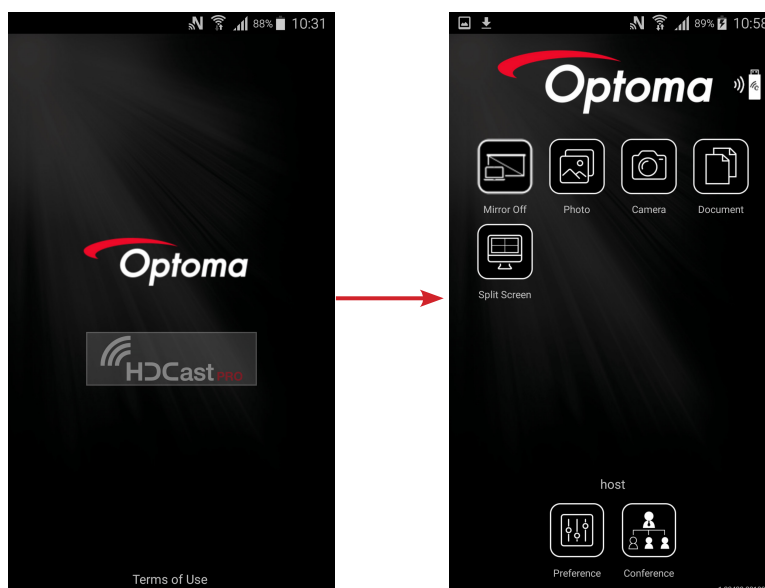 88% 10:31
Optoma
HDCast PRO
Terms of Use
89% 10:58
Optoma
Mirror Off Photo Camera Document
Split Screen
host
Preference Conference